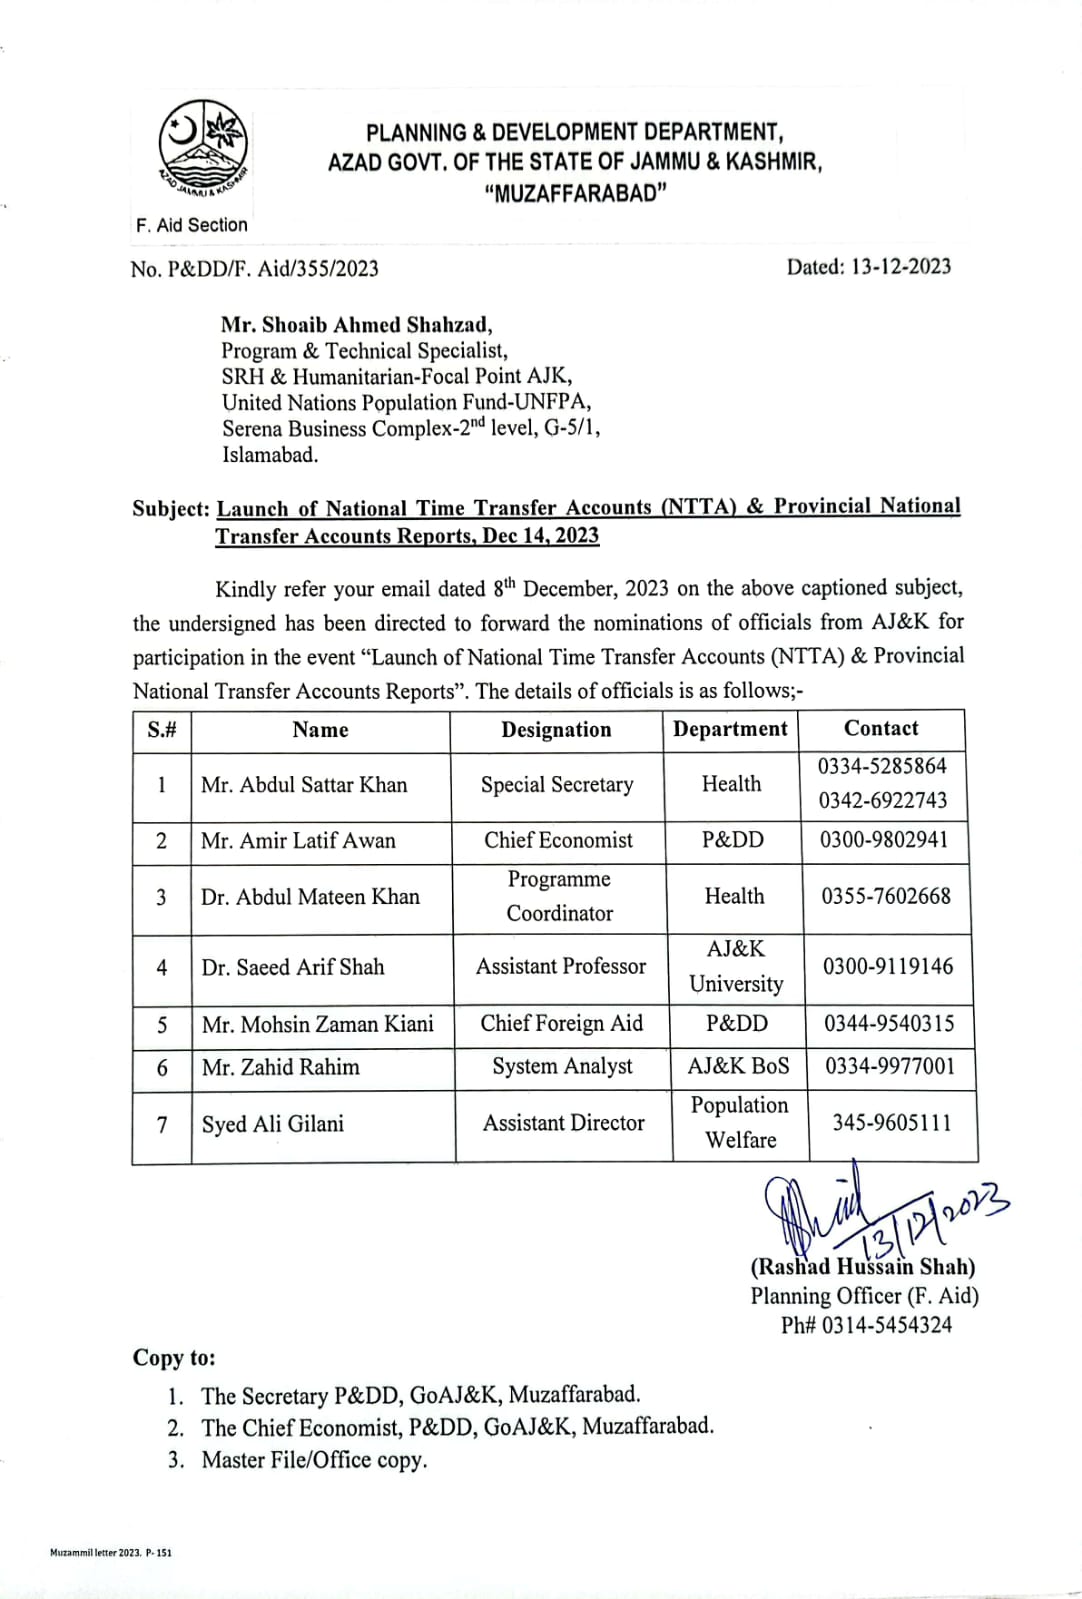 AZAD JAMMU & KASHMIR
PLANNING & DEVELOPMENT DEPARTMENT,
AZAD GOVT. OF THE STATE OF JAMMU & KASHMIR,
“MUZAFFARABAD”
F. Aid Section
No. P&DD/F. Aid/355/2023 Dated: 13-12-2023
Mr. Shoaib Ahmed Shahzad,
Program & Technical Specialist,
SRH & Humanitarian-Focal Point AJK,
United Nations Population Fund-UNFPA,
Serena Business Complex-2nd level, G-5/1,
Islamabad.
Subject: Launch of National Time Transfer Accounts (NTTA) & Provincial National
Transfer Accounts Reports, Dec 14, 2023
Kindly refer your email dated 8th December, 2023 on the above captioned subject,
the undersigned has been directed to forward the nominations of officials from AJ&K for
participation in the event “Launch of National Time Transfer Accounts (NTTA) & Provincial
National Transfer Accounts Reports”. The details of officials is as follows;-
S.# Name Designation Department Contact
1 Mr. Abdul Sattar Khan Special Secretary Health 0334-5285864
0342-6922743
2 Mr. Amir Latif Awan Chief Economist P&DD 0300-9802941
3 Dr. Abdul Mateen Khan Programme
Coordinator Health 0355-7602668
4 Dr. Saeed Arif Shah Assistant Professor AJ&K
University 0300-9119146
5 Mr. Mohsin Zaman Kiani Chief Foreign Aid P&DD 0344-9540315
6 Mr. Zahid Rahim System Analyst AJ&K BoS 0334-9977001
7 Syed Ali Gilani Assistant Director Population
Welfare 345-9605111
13/12/2023
(Rashad Hussain Shah)
Planning Officer (F. Aid)
Ph# 0314-5454324
Copy to:
1. The Secretary P&DD, GoAJ&K, Muzaffarabad.
2. The Chief Economist, P&DD, GoAJ&K, Muzaffarabad.
3. Master File/Office copy.
Muzammil letter 2023. P- 151